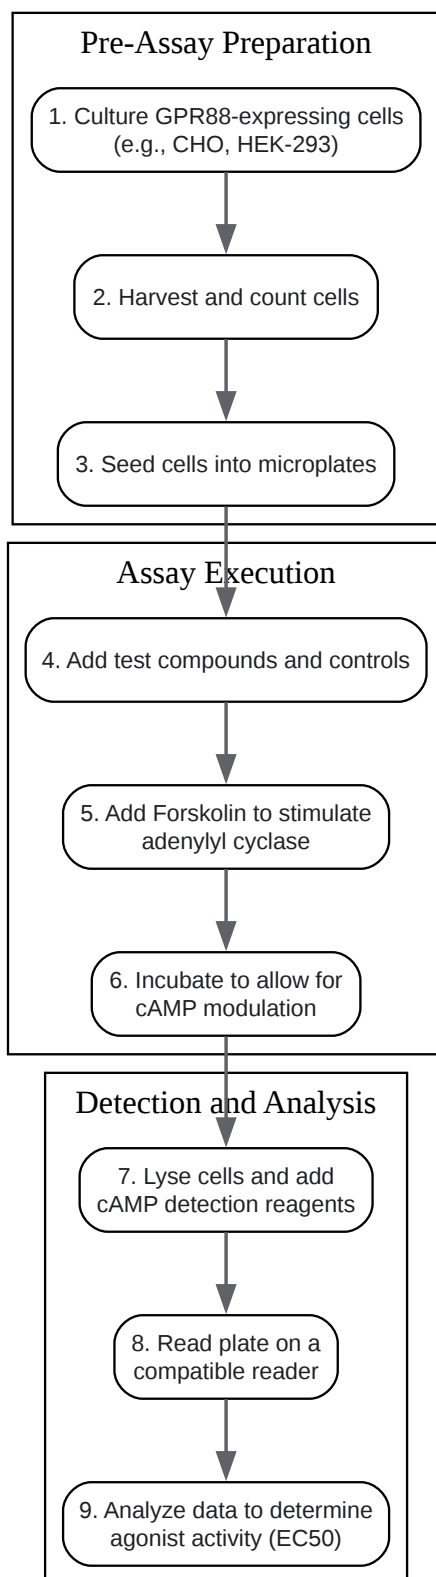 Pre-Assay Preparation
1. Culture GPR88-expressing cells
(e.g., CHO, HEK-293)
2. Harvest and count cells
3. Seed cells into microplates
Assay Execution
4. Add test compounds and controls
5. Add Forskolin to stimulate
adenylyl cyclase
6. Incubate to allow for
cAMP modulation
Detection and Analysis
7. Lyse cells and add
cAMP detection reagents
8. Read plate on a
compatible reader
9. Analyze data to determine
agonist activity (EC50)